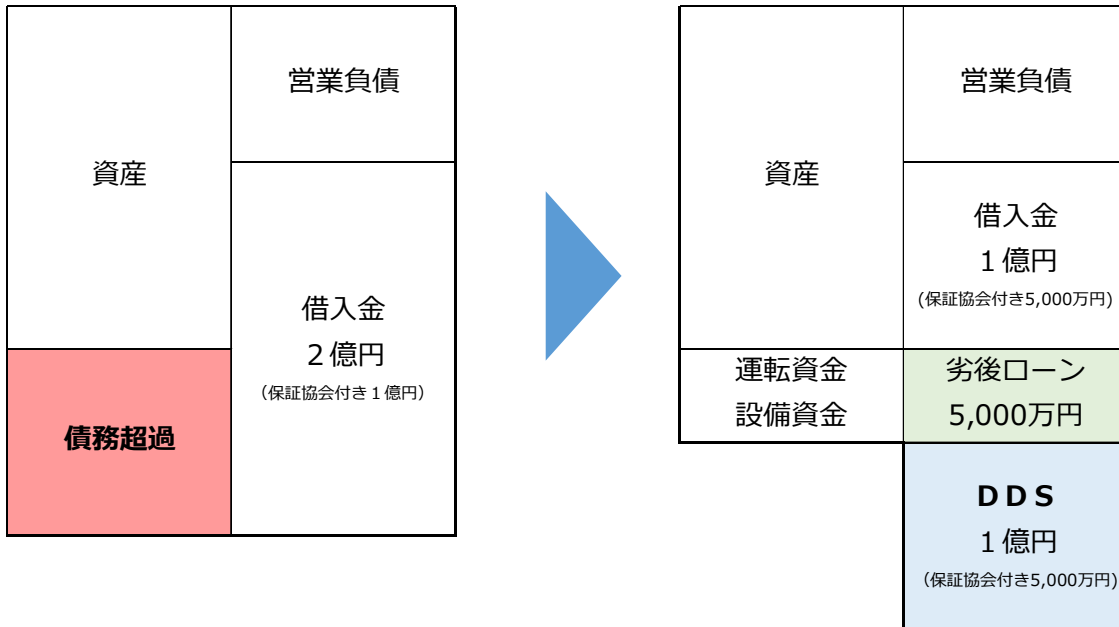 営業負債
資産
借入金
２億円
（保証協会付き１億円）
債務超過
営業負債
資産
借入金
１億円
(保証協会付き5,000万円)
運転資金
設備資金
劣後ローン
5,000万円
ＤＤＳ
１億円
（保証協会付き5,000万円）